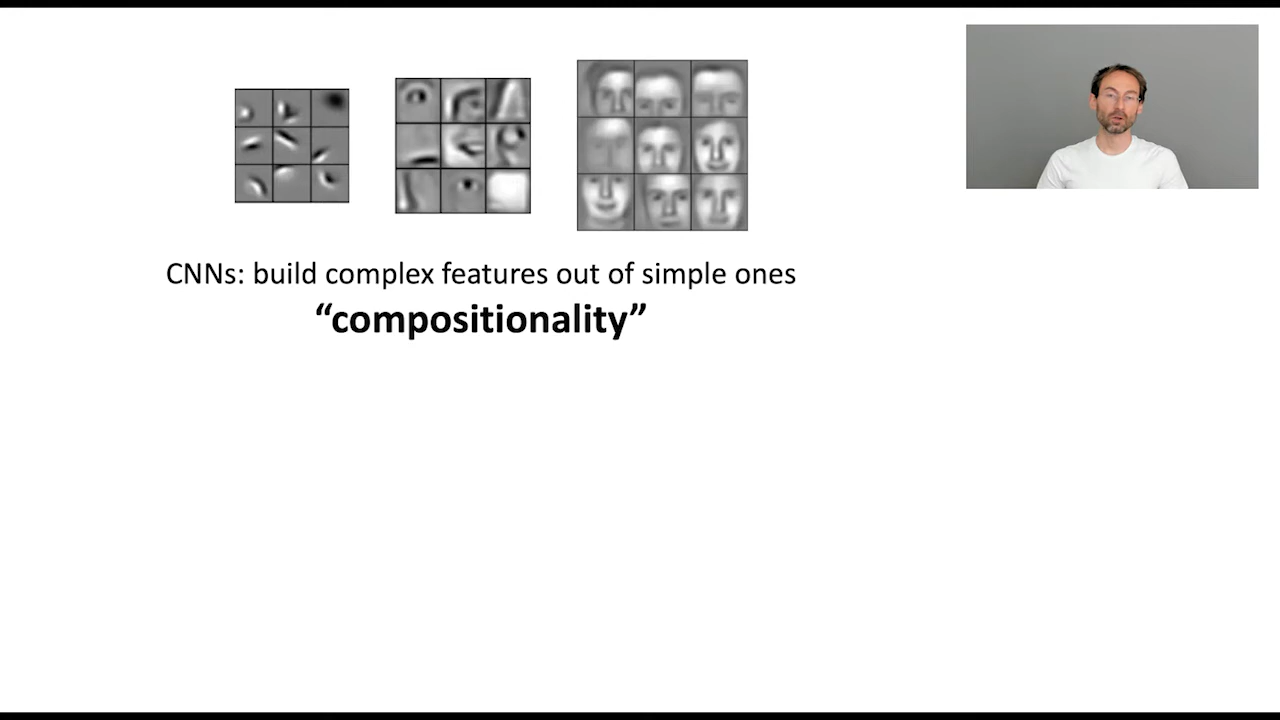 CNNs: build complex features out of simple ones
“compositionality”